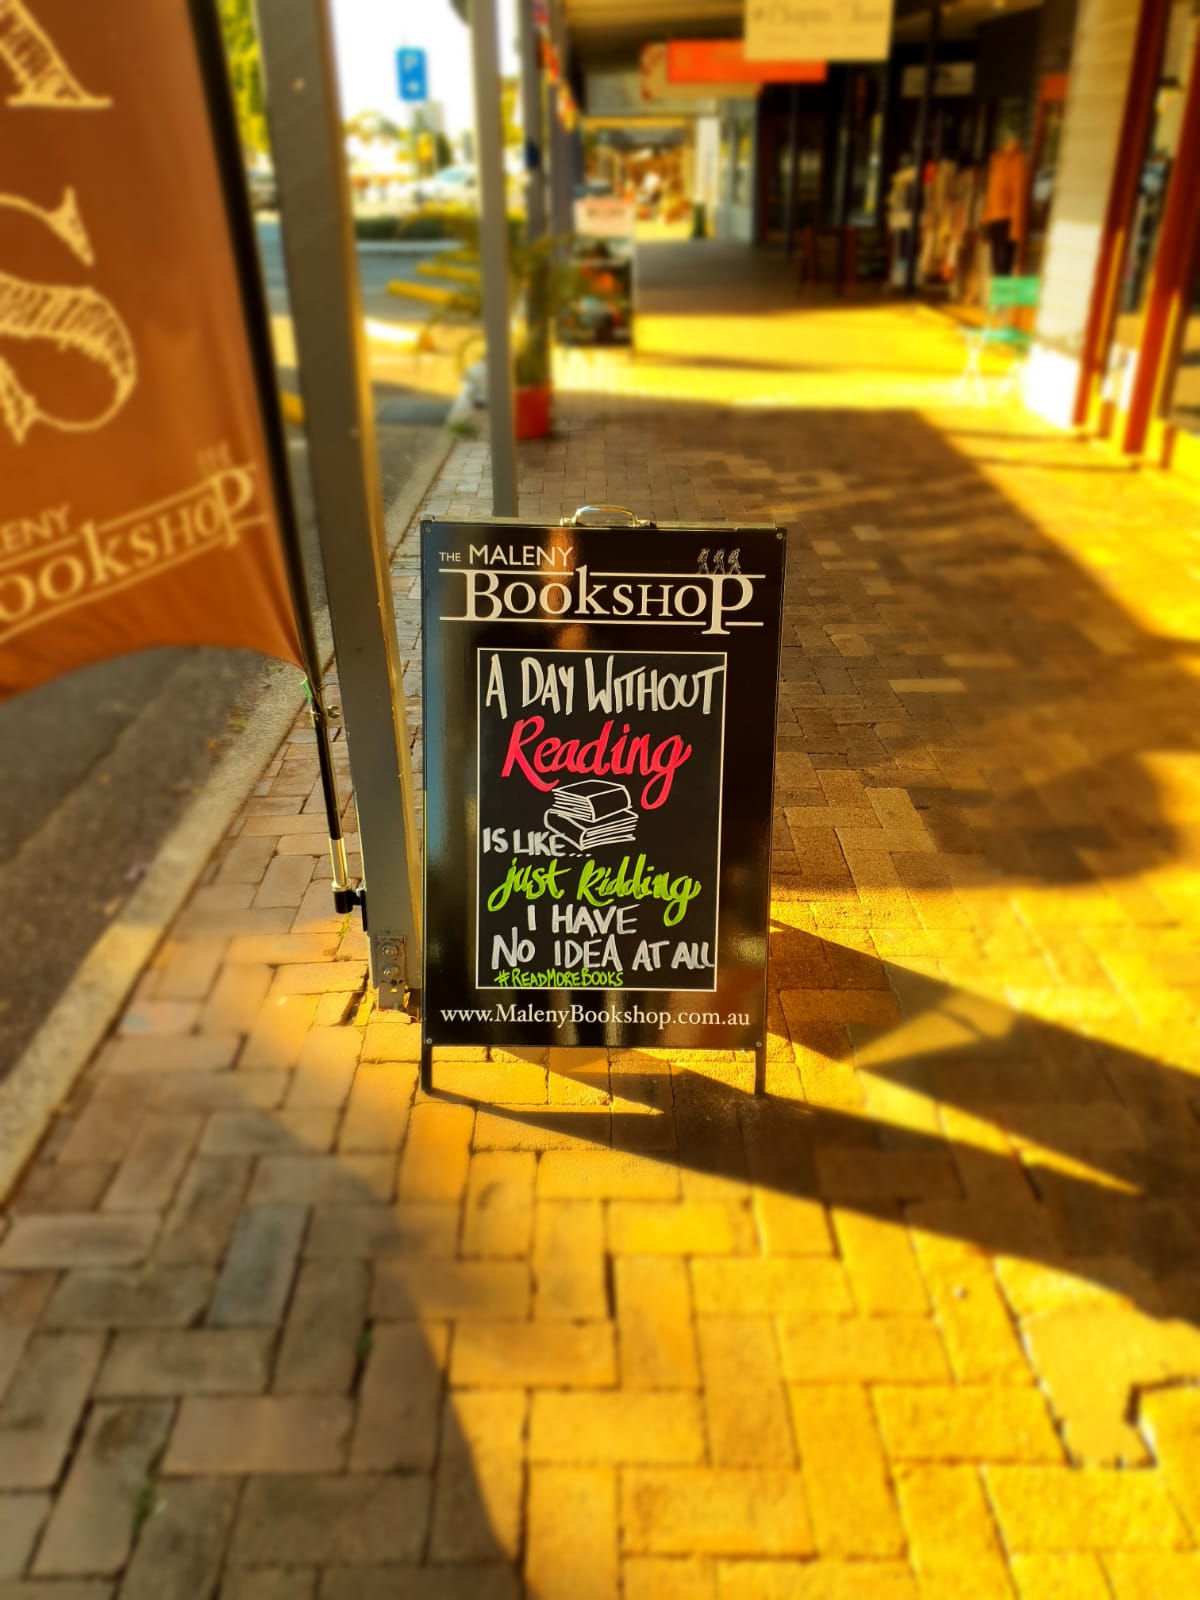 S
MALENY
BOOKSHOP
P
THE MALENY
BOOKSHOP
A DAY WITHOUT
Reading
IS LIKE...
just kidding
I HAVE
NO IDEA AT ALL
#READMOREBOOKS
www.MalenyBookshop.com.au